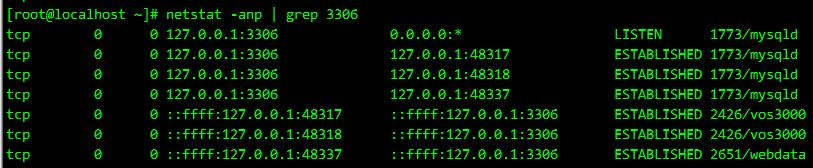 [root@localhost ~]# netstat -anp | grep 3306
tcp 0 0 127.0.0.1:3306 0.0.0.0:* LISTEN 1773/mysqld
tcp 0 0 127.0.0.1:3306 127.0.0.1:48317 ESTABLISHED 1773/mysqld
tcp 0 0 127.0.0.1:3306 127.0.0.1:48318 ESTABLISHED 1773/mysqld
tcp 0 0 127.0.0.1:3306 127.0.0.1:48337 ESTABLISHED 1773/mysqld
tcp 0 0 ::ffff:127.0.0.1:48317 ::ffff:127.0.0.1:3306 ESTABLISHED 2426/vos3000
tcp 0 0 ::ffff:127.0.0.1:48318 ::ffff:127.0.0.1:3306 ESTABLISHED 2426/vos3000
tcp 0 0 ::ffff:127.0.0.1:48337 ::ffff:127.0.0.1:3306 ESTABLISHED 2651/webdata